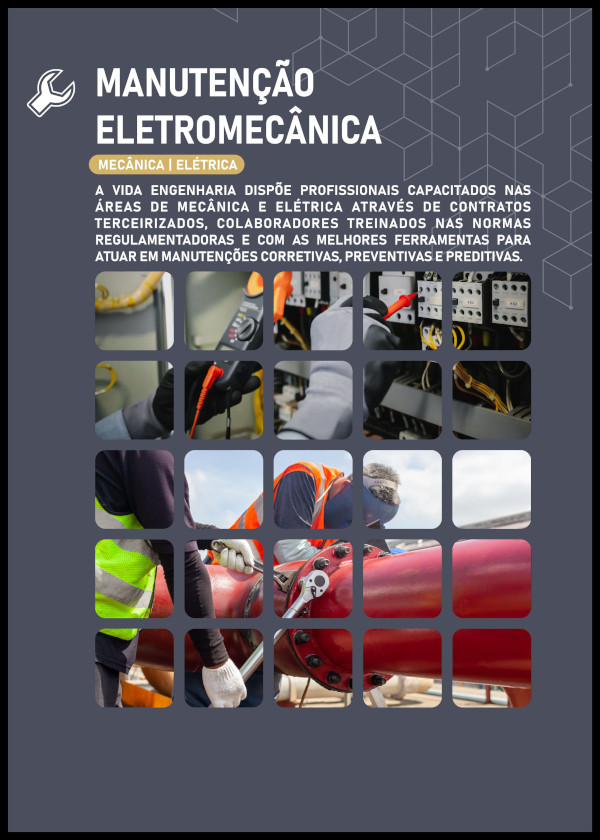 MANUTENÇÃO
ELETROMECÂNICA
MECÂNICA | ELÉTRICA
A VIDA ENGENHARIA DISPÕE PROFISSIONAIS CAPACITADOS NAS
ÁREAS DE MECÂNICA E ELÉTRICA ATRAVÉS DE CONTRATOS
TERCEIRIZADOS, COLABORADORES TREINADOS NAS NORMAS
REGULAMENTADORAS E COM AS MELHORES FERRAMENTAS PARA
ATUAR EM MANUTENÇÕES CORRETIVAS, PREVENTIVAS E PREDITIVAS.